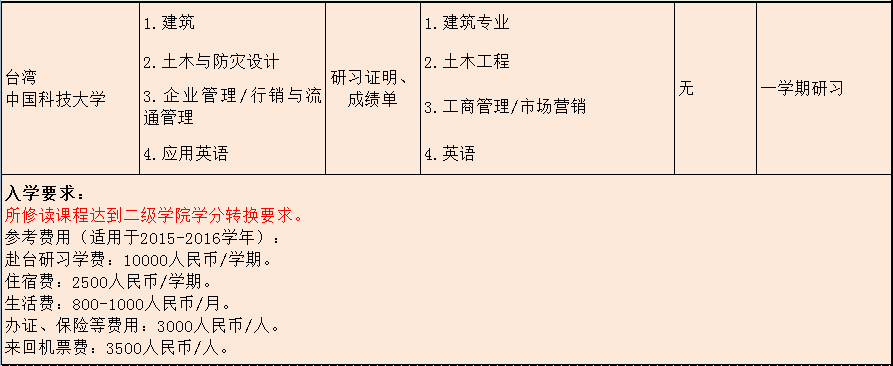 台湾
中国科技大学
1.建筑
2.土木与防灾设计
3.企业管理/行销与流
通管理
4.应用英语
研习证明、
成绩单
1.建筑专业
2.土木工程
3.工商管理/市场营销
4.英语
无
一学期研习
入学要求：
所修读课程达到二级学院学分转换要求。
参考费用（适用于2015-2016学年）：
赴台研习学费：10000人民币/学期。
住宿费：2500人民币/学期。
生活费：800-1000人民币/月。
办证、保险等费用：3000人民币/人。
来回机票费：3500人民币/人。